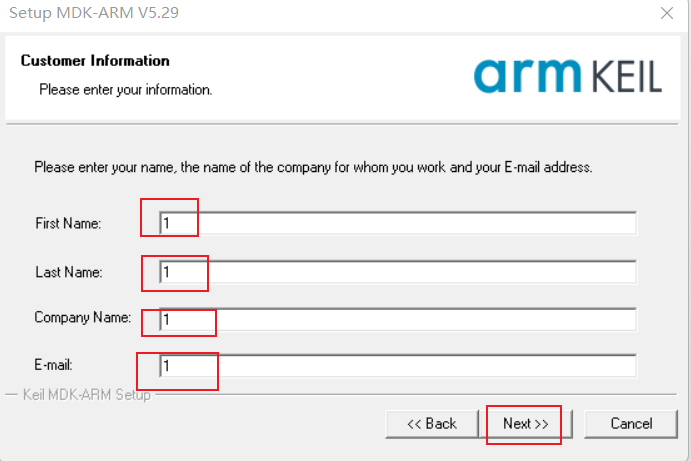 Setup MDK-ARM V5.29
Customer Information
Please enter your information.
arm KEIL
Please enter your name, the name of the company for whom you work and your E-mail address.
First Name: 1
Last Name: 1
Company Name: 1
E-mail: 1
Keil MDK-ARM Setup
<< Back Next >> Cancel